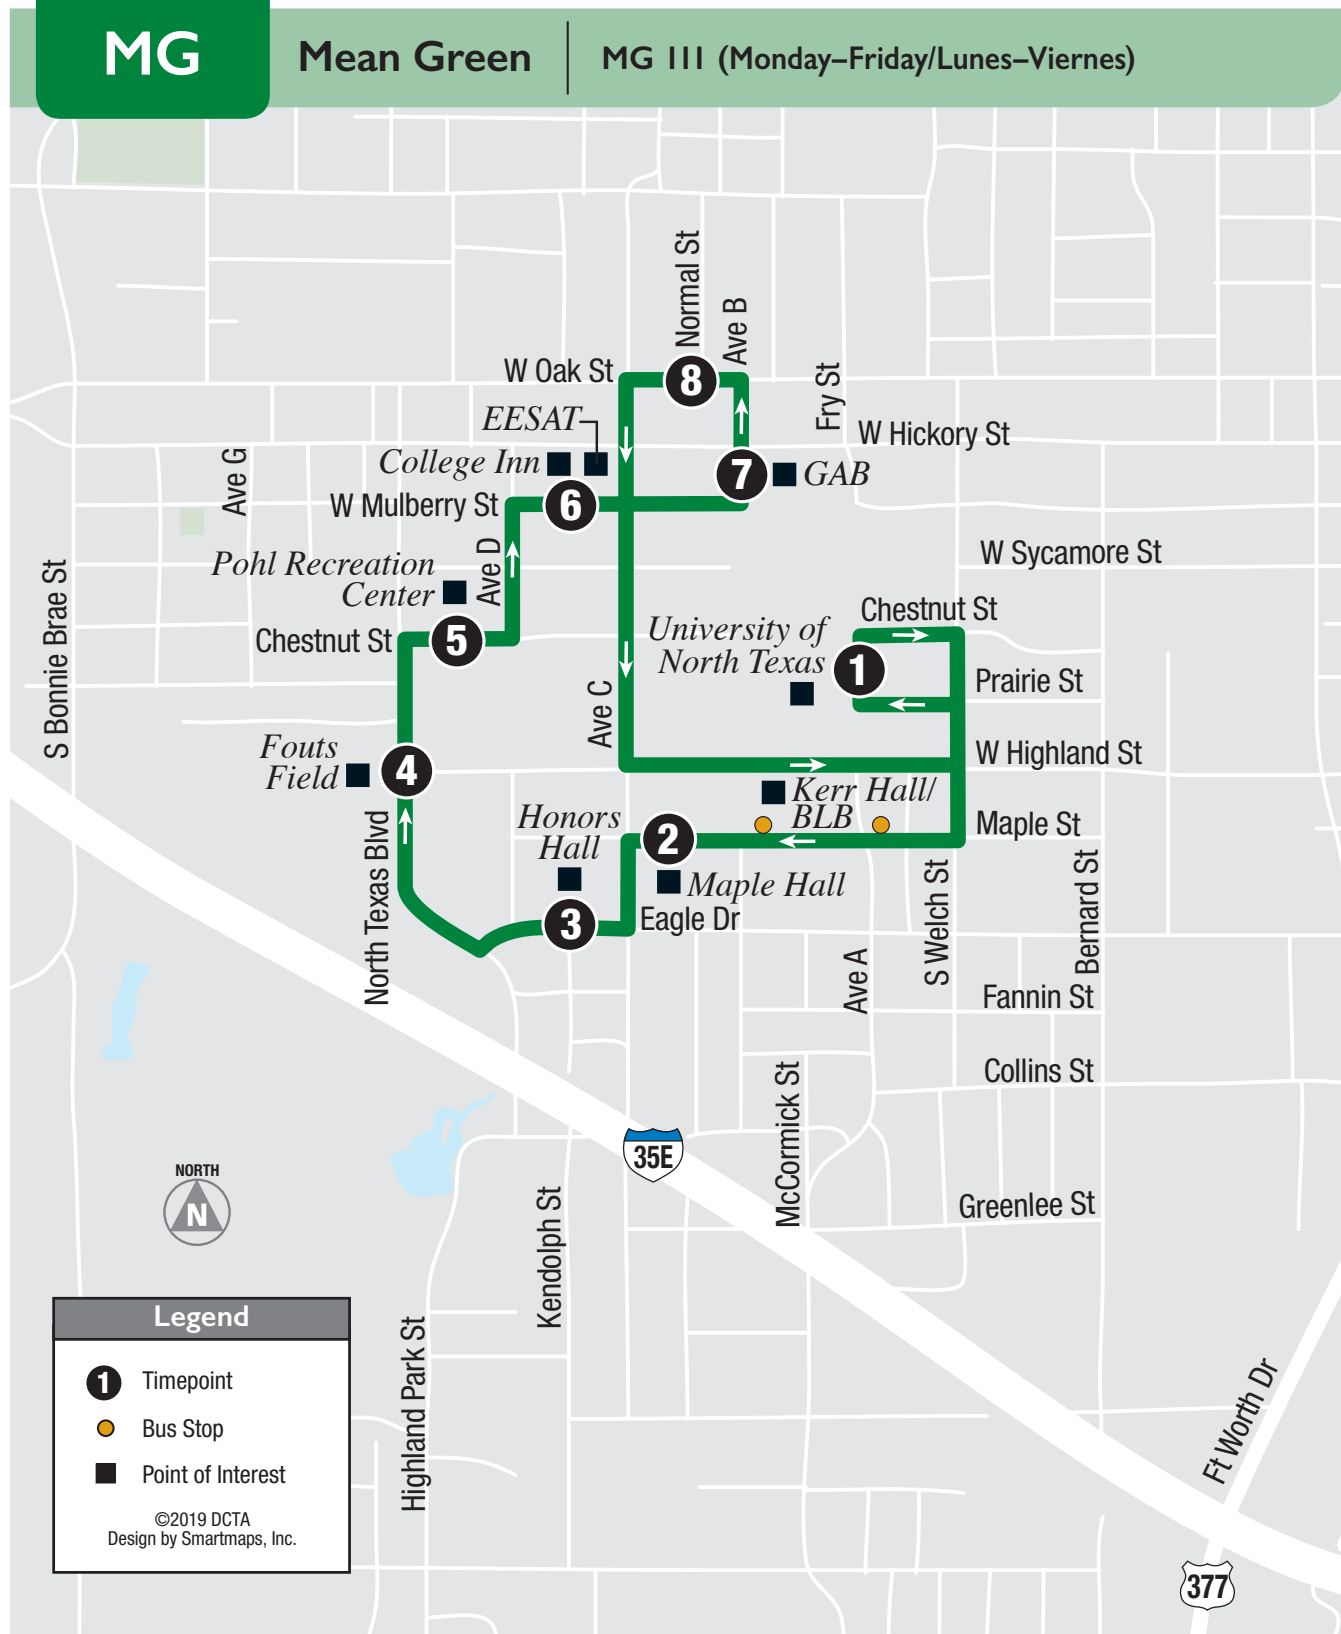 MG
Mean Green
MG 111 (Monday–Friday/Lunes–Viernes)
Normal St
Ave B
W Oak St
8
Fry St
EESAT
W Hickory St
College Inn
7
GAB
Ave G
W Mulberry St
6
W Sycamore St
Pohl Recreation
Center
Ave D
S Bonnie Brae St
Chestnut St
Chestnut St
5
University of
North Texas
1
Prairie St
Ave C
Fouts
Field
4
W Highland St
Kerr Hall/
BLB
Honors
Hall
2
Maple St
North Texas Blvd
Maple Hall
3
Eagle Dr
S Welch St
Bernard St
Ave A
Fannin St
Collins St
McCormick St
35E
NORTH
N
Greenlee St
Kendolph St
Highland Park St
Ft Worth Dr
377
Legend
1 Timepoint
Bus Stop
Point of Interest
©2019 DCTA
Design by Smartmaps, Inc.